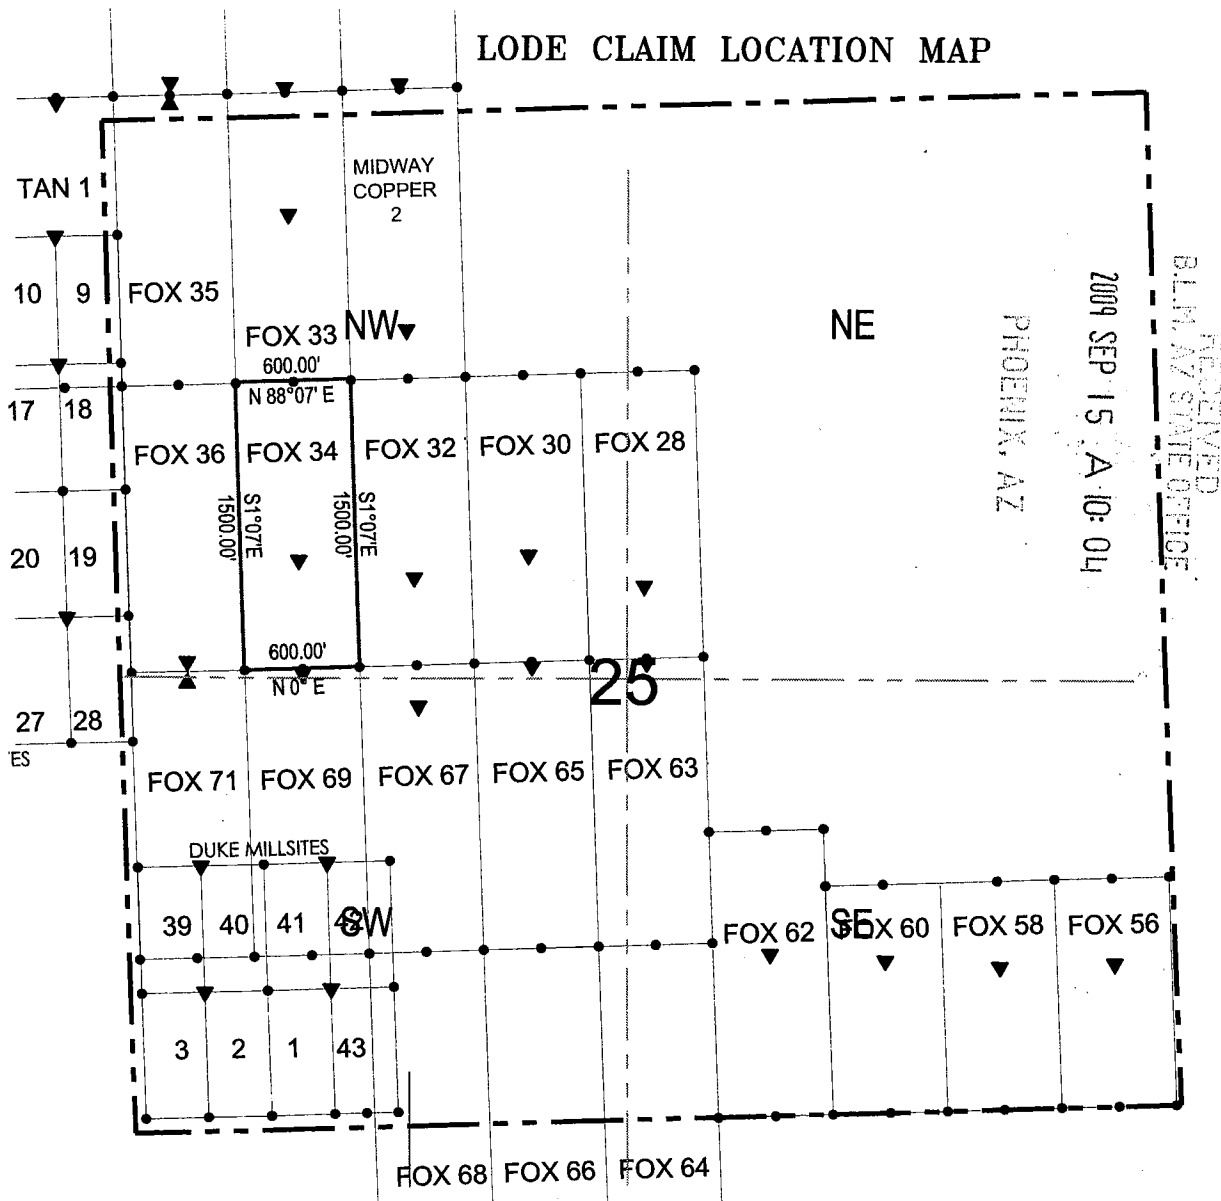 LODE CLAIM LOCATION MAP
MIDWAY
COPPER
2
TAN 1
10
9
FOX 35
FOX 33
NW
NE
600.00'
N 88°07' E
17
18
FOX 36
FOX 34
FOX 32
FOX 30
FOX 28
1500.00'
S1°07'E
1500.00'
S1°07'E
20
19
600.00'
N 0° E
25
27
28
'ES
FOX 71
FOX 69
FOX 67
FOX 65
FOX 63
DUKE MILLSITES
39
40
41
42
SW
FOX 62
SE
FOX 60
FOX 58
FOX 56
3
2
1
43
FOX 68
FOX 66
FOX 64
RECEIVED
B.L.M. AZ STATE OFFICE
2009 SEP 15 A 10:04
PHOENIX, AZ